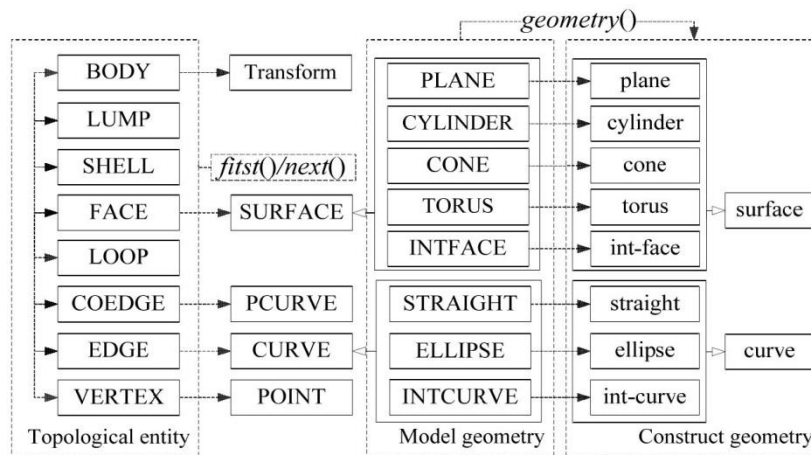 geometry()
BODY Transform PLANE plane
LUMP CYLINDER cylinder
SHELL fitst()/next() CONE cone
FACE SURFACE TORUS torus surface
LOOP INTFACE int-face
COEDGE PCURVE STRAIGHT straight
EDGE CURVE ELLIPSE ellipse curve
VERTEX POINT INTCURVE int-curve
Topological entity Model geometry Construct geometry